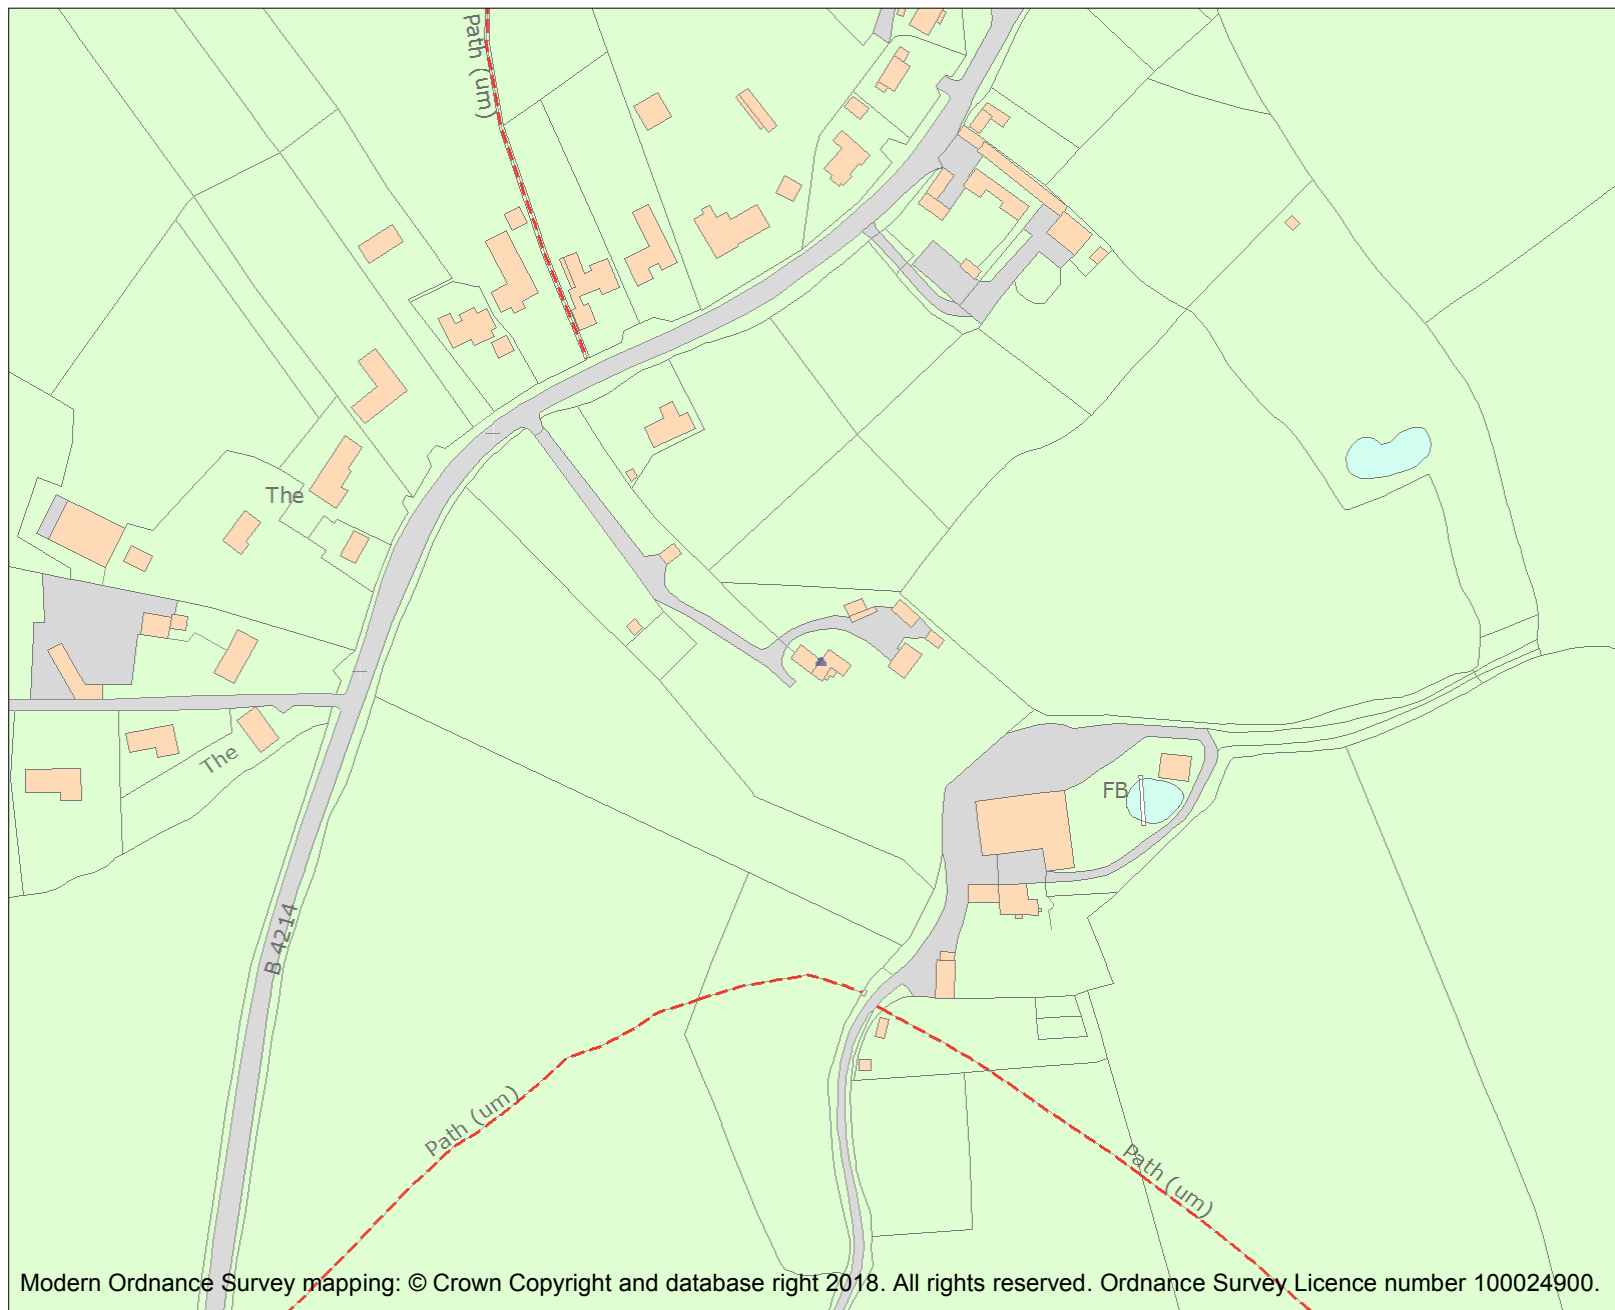 Path (um)
The
The
FB
B 4214
Path (um)
Path (um)
Modern Ordnance Survey mapping: © Crown Copyright and database right 2018. All rights reserved. Ordnance Survey Licence number 100024900.